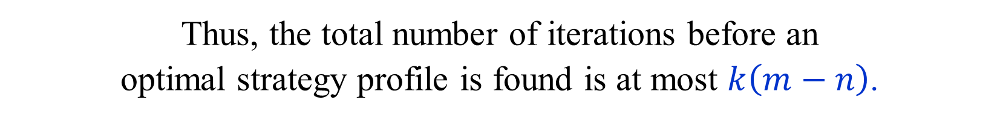 Thus, the total number of iterations before an
optimal strategy profile is found is at most k(m − n).